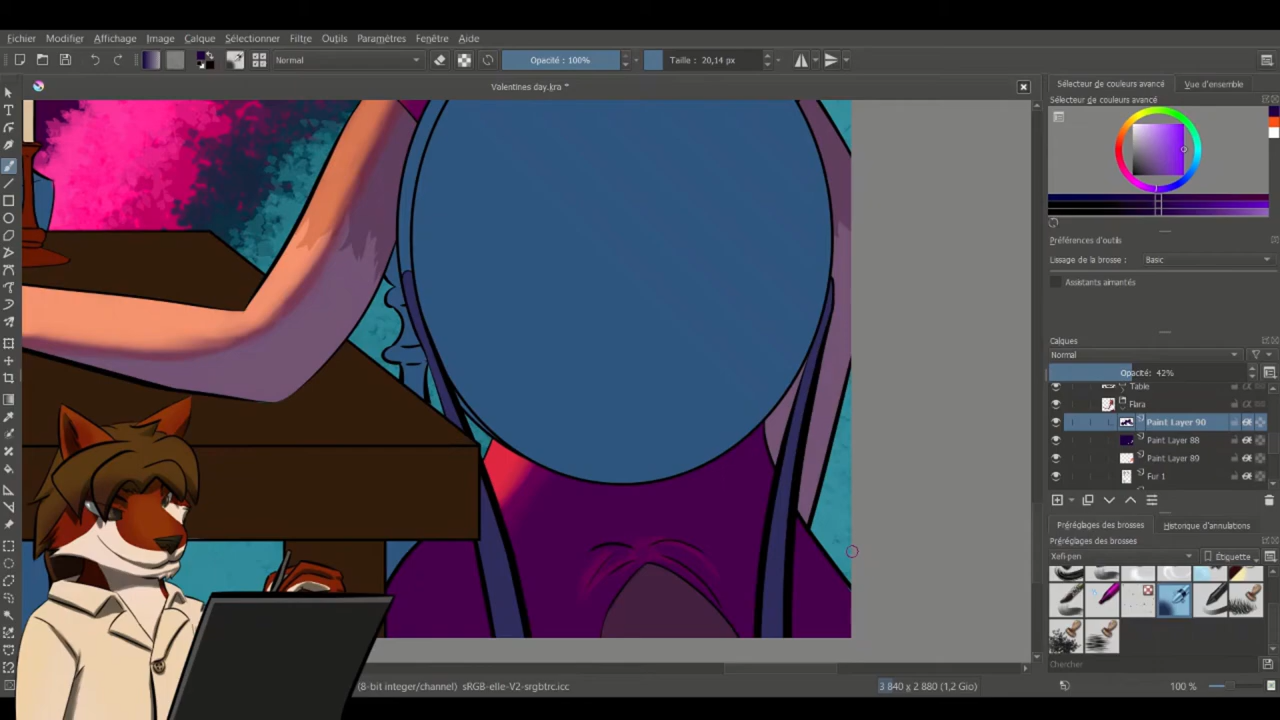 Fichier Modifier Affichage Image Calque Sélectionner Filtre Outils Paramètres Fenêtre Aide
Normal Opacité : 100% Taille : 20,14 px
Valentines day.kra *
Sélecteur de couleurs avancé Vue d'ensemble
Sélecteur de couleurs avancé
Préférences d'outils
Lissage de la brosse : Basic
Assistants aimantés
Calques
Normal
Opacité: 42%
Table
Flara
Paint Layer 90
Paint Layer 88
Paint Layer 89
Fur 1
Préréglages des brosses Historique d'annulations
Préréglages des brosses
Xefi-pen Étiquette
Chercher
(8-bit integer/channel) sRGB-elle-V2-srgbtrc.icc 3 840 x 2 880 (1,2 Gio) 100 %